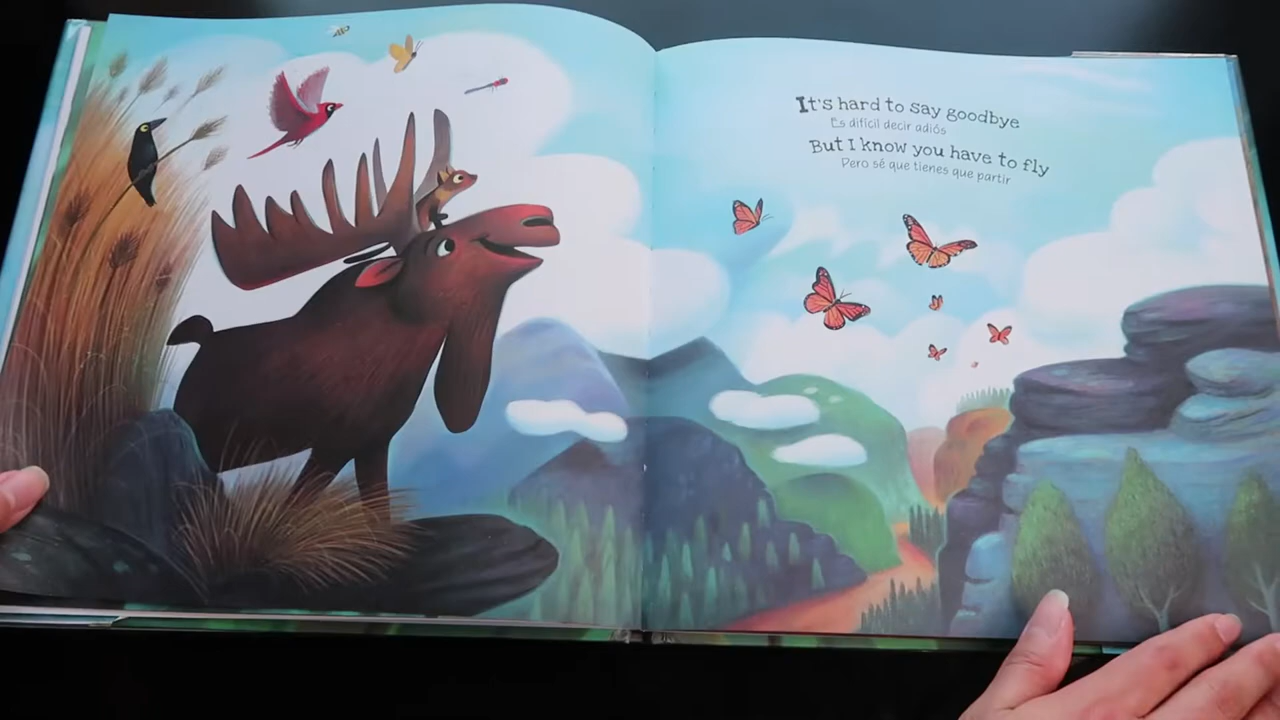 It's hard to say goodbye
Es difícil decir adiós
But I know you have to fly
Pero sé que tienes que partir